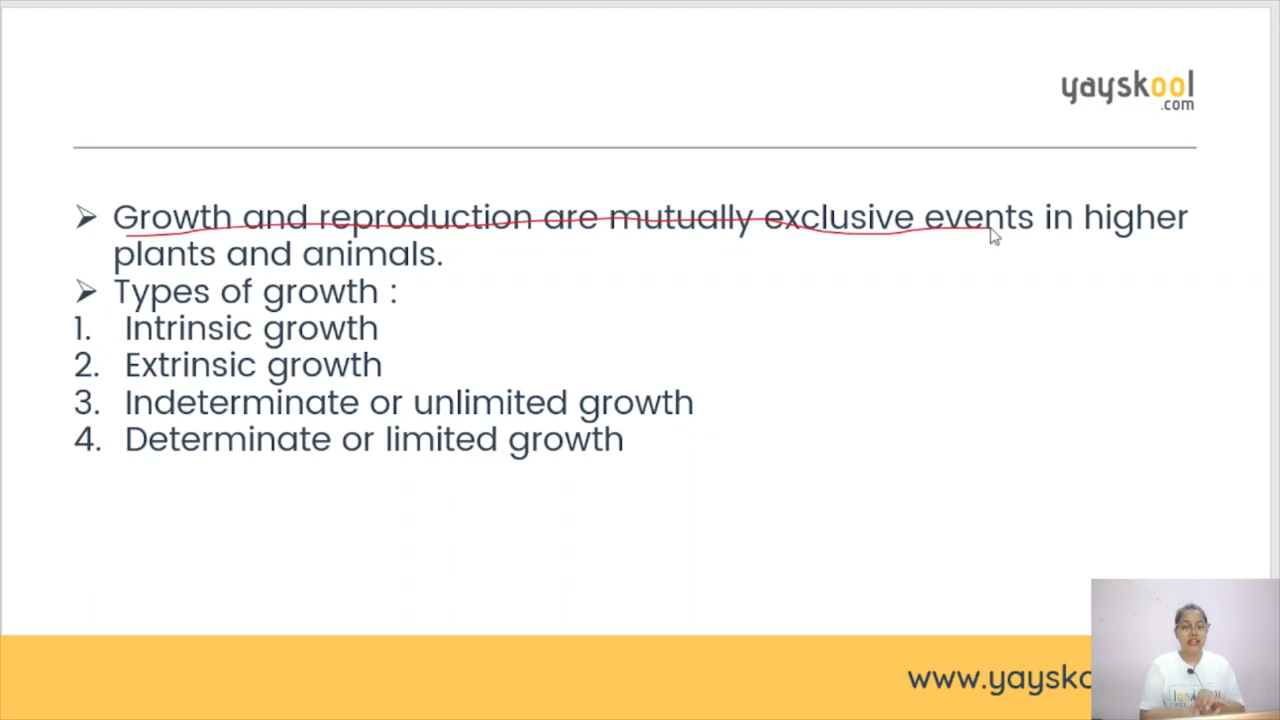 yayskool
.com
➢ Growth and reproduction are mutually exclusive events in higher
plants and animals.
➢ Types of growth :
1. Intrinsic growth
2. Extrinsic growth
3. Indeterminate or unlimited growth
4. Determinate or limited growth
www.yaysko